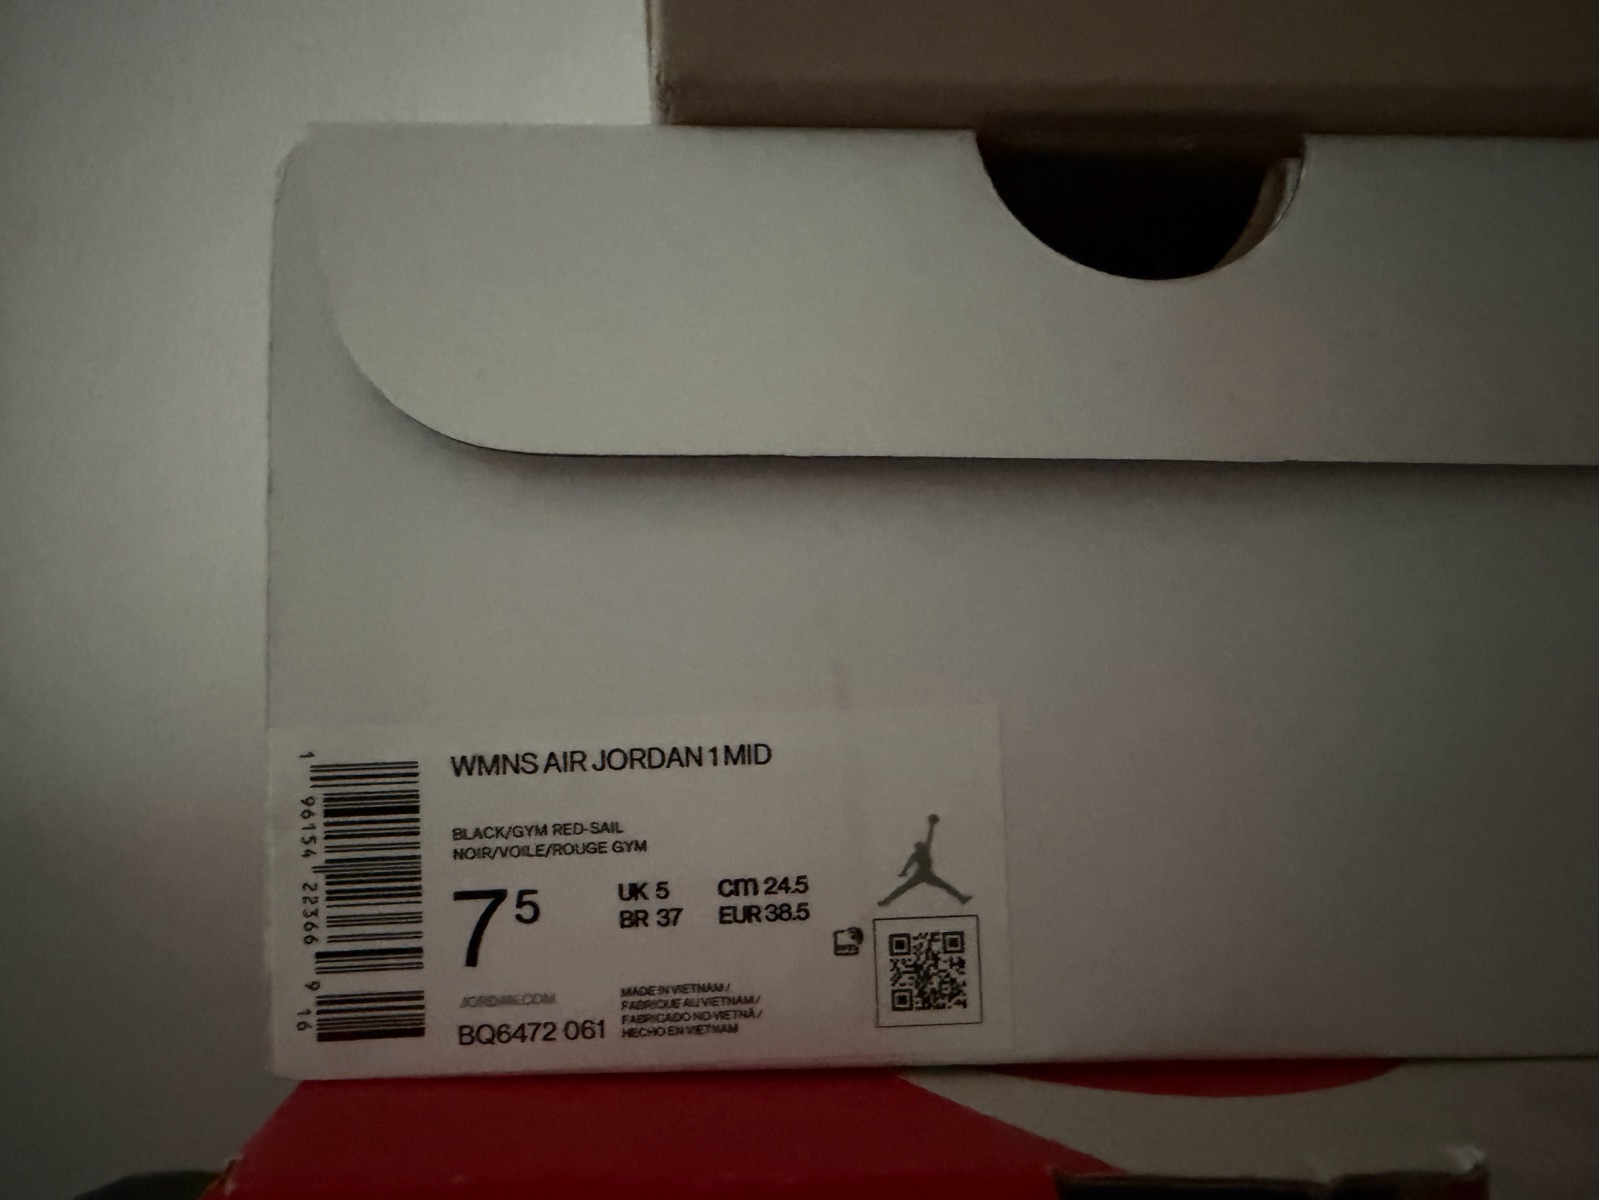 WMNS AIR JORDAN 1 MID
BLACK/GYM RED-SAIL
NOIR/VOILE/ROUGE GYM
7⁵
UK 5 cm 24.5
BR 37 EUR 38.5
JORDAN.COM
BQ6472 061
MADE IN VIETNAM /
FABRIQUE AU VIETNAM /
FABRICADO NO VIETNÃ /
HECHO EN VIETNAM
1 96154 22366 9 16